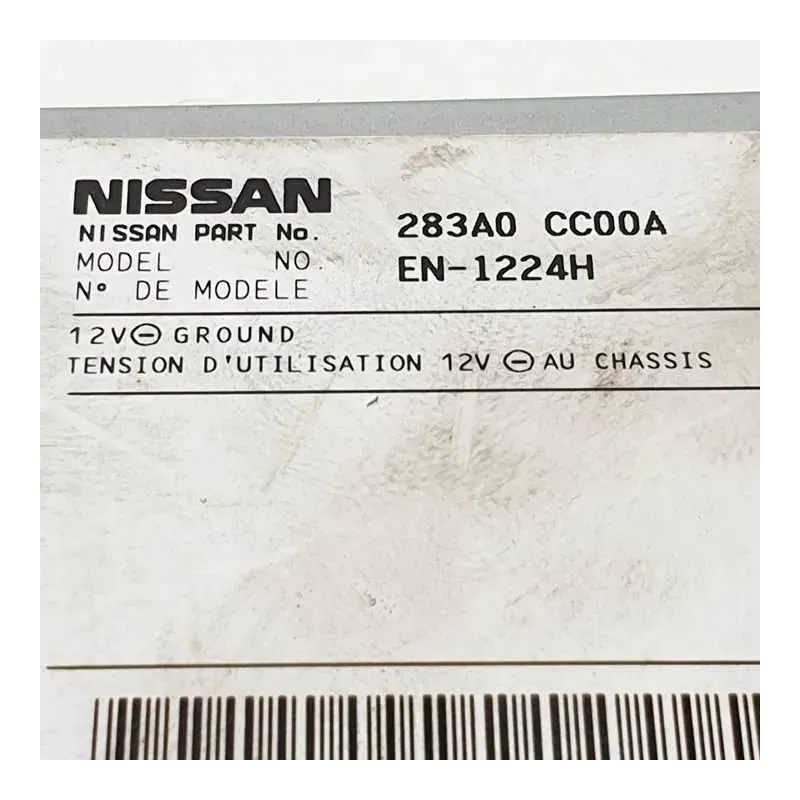 NISSAN
NISSAN PART No. 283A0 CC00A
MODEL NO. EN-1224H
N° DE MODELE
12V⊖ GROUND
TENSION D'UTILISATION 12V ⊖ AU CHASSIS